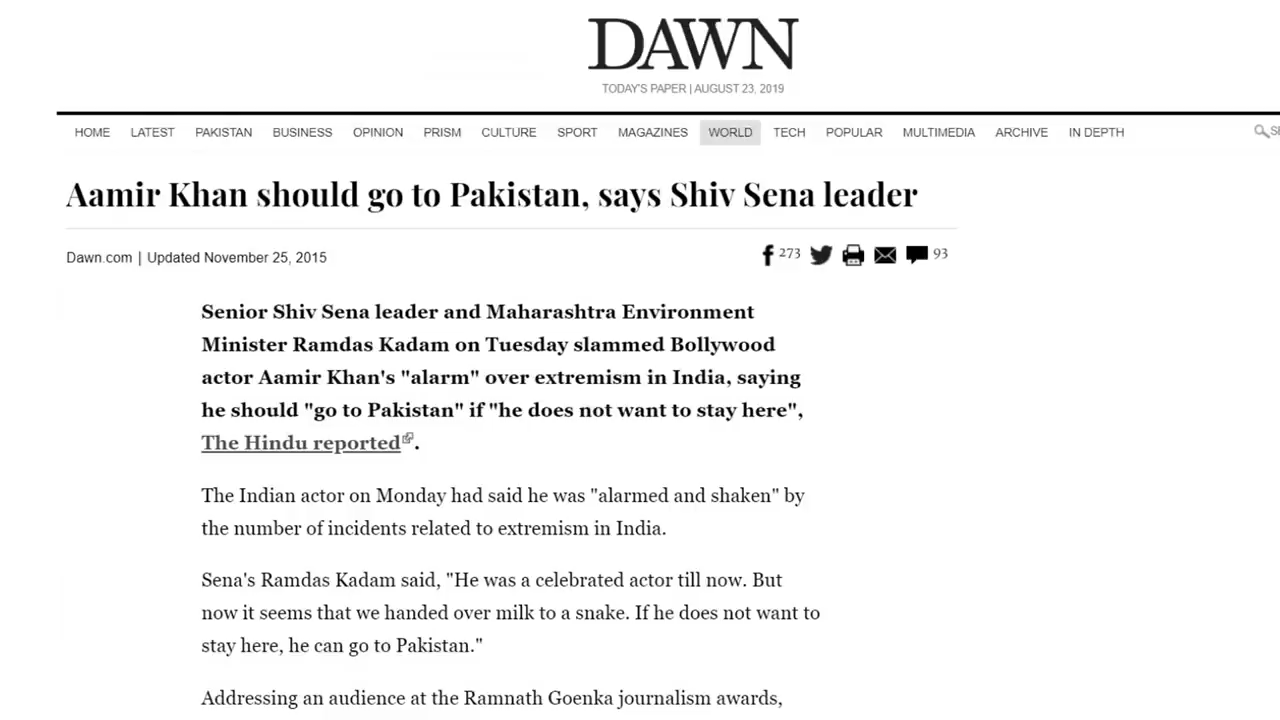 DAWN
TODAY'S PAPER | AUGUST 23, 2019
HOME LATEST PAKISTAN BUSINESS OPINION PRISM CULTURE SPORT MAGAZINES WORLD TECH POPULAR MULTIMEDIA ARCHIVE IN DEPTH SE
Aamir Khan should go to Pakistan, says Shiv Sena leader
Dawn.com | Updated November 25, 2015 273 93
Senior Shiv Sena leader and Maharashtra Environment
Minister Ramdas Kadam on Tuesday slammed Bollywood
actor Aamir Khan's "alarm" over extremism in India, saying
he should "go to Pakistan" if "he does not want to stay here",
The Hindu reported.
The Indian actor on Monday had said he was "alarmed and shaken" by
the number of incidents related to extremism in India.
Sena's Ramdas Kadam said, "He was a celebrated actor till now. But
now it seems that we handed over milk to a snake. If he does not want to
stay here, he can go to Pakistan."
Addressing an audience at the Ramnath Goenka journalism awards,